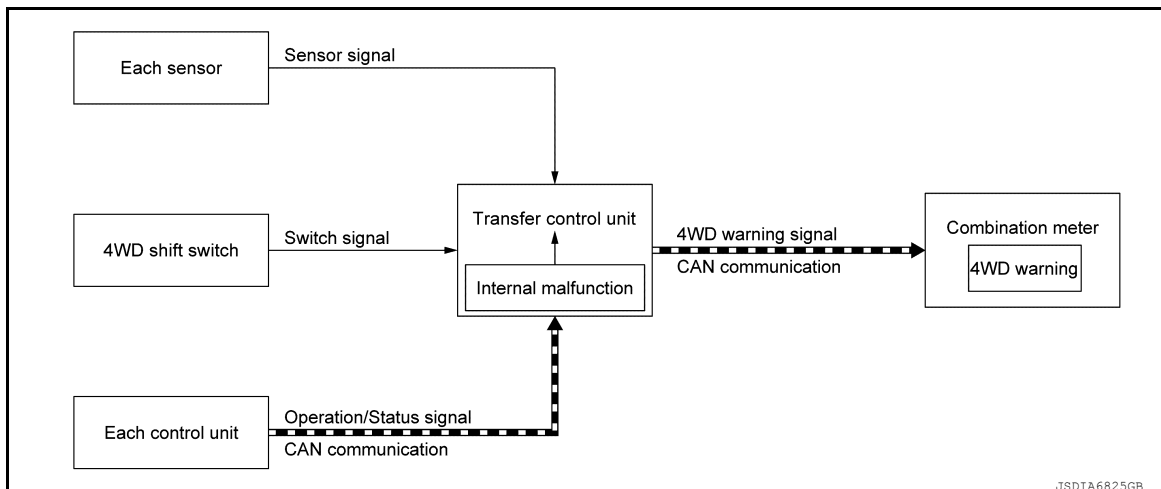 Each sensor
Sensor signal
4WD shift switch
Switch signal
Transfer control unit
Internal malfunction
4WD warning signal
CAN communication
Combination meter
4WD warning
Each control unit
Operation/Status signal
CAN communication
JSDIA6825GB